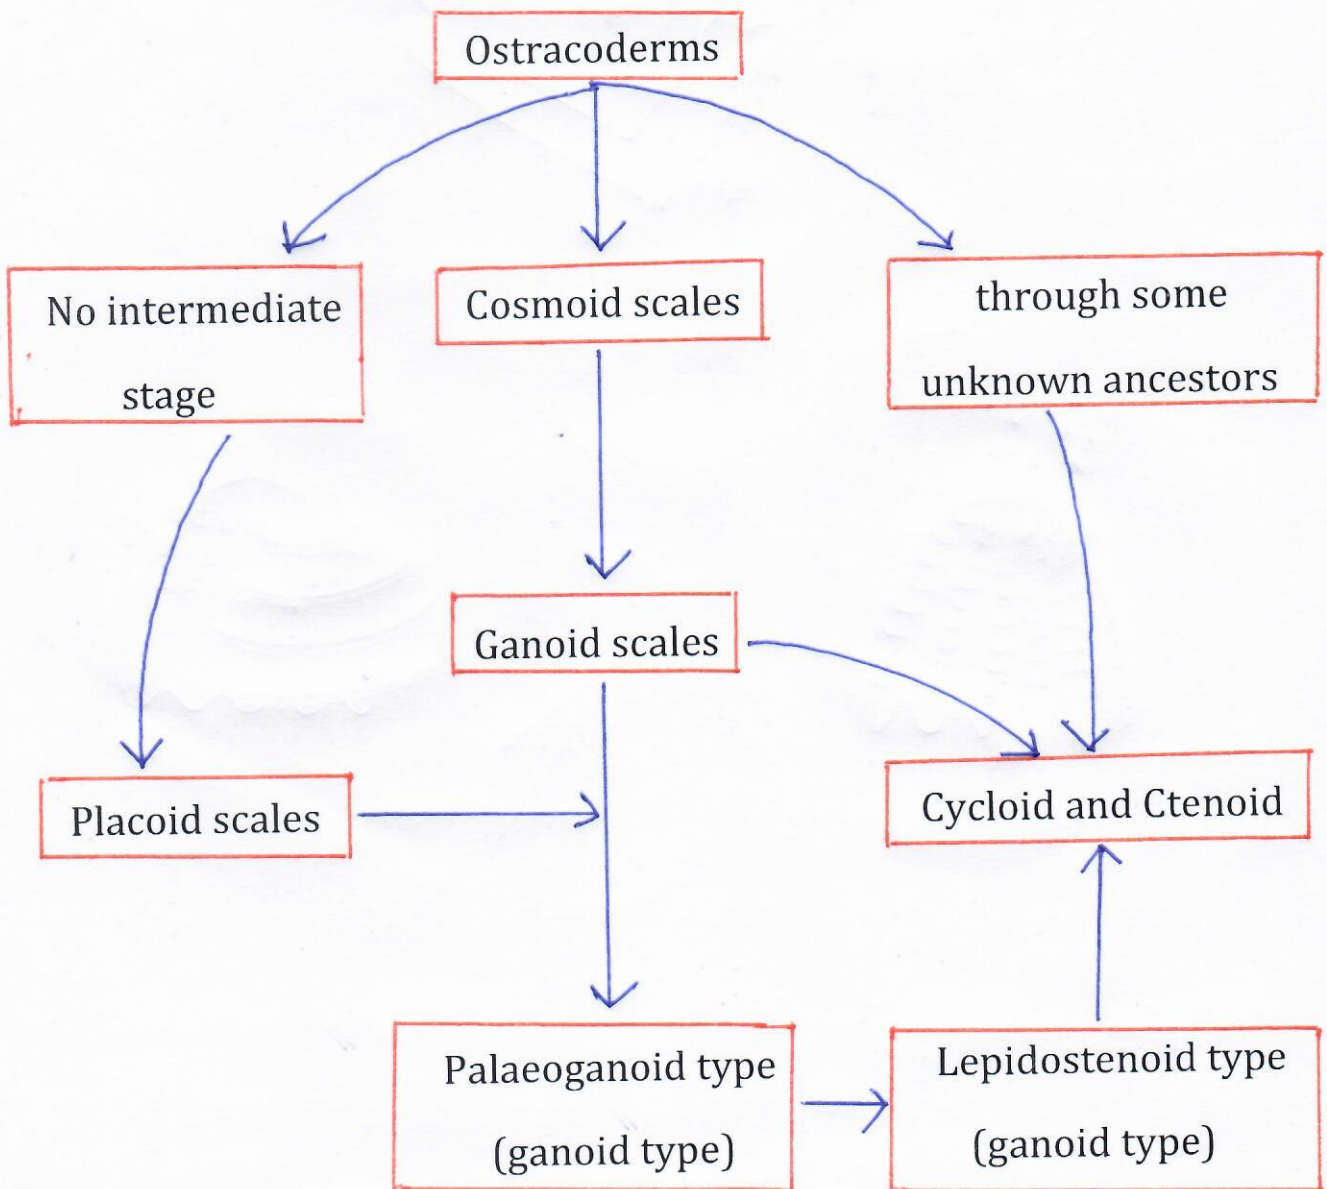 Ostracoderms
No intermediate
stage
Cosmoid scales
through some
unknown ancestors
Ganoid scales
Placoid scales
Cycloid and Ctenoid
Palaeoganoid type
(ganoid type)
Lepidostenoid type
(ganoid type)